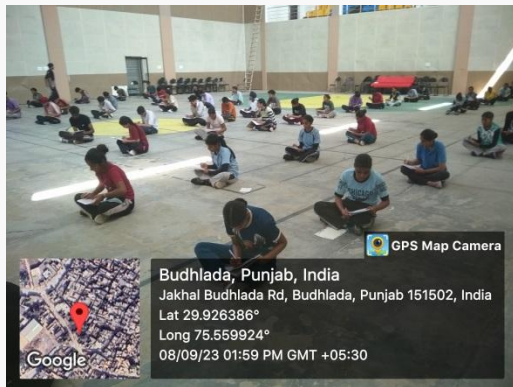 GPS Map Camera
Budhlada, Punjab, India
Jakhal Budhlada Rd, Budhlada, Punjab 151502, India
Lat 29.926386°
Long 75.559924°
08/09/23 01:59 PM GMT +05:30
Google
CHICAGO